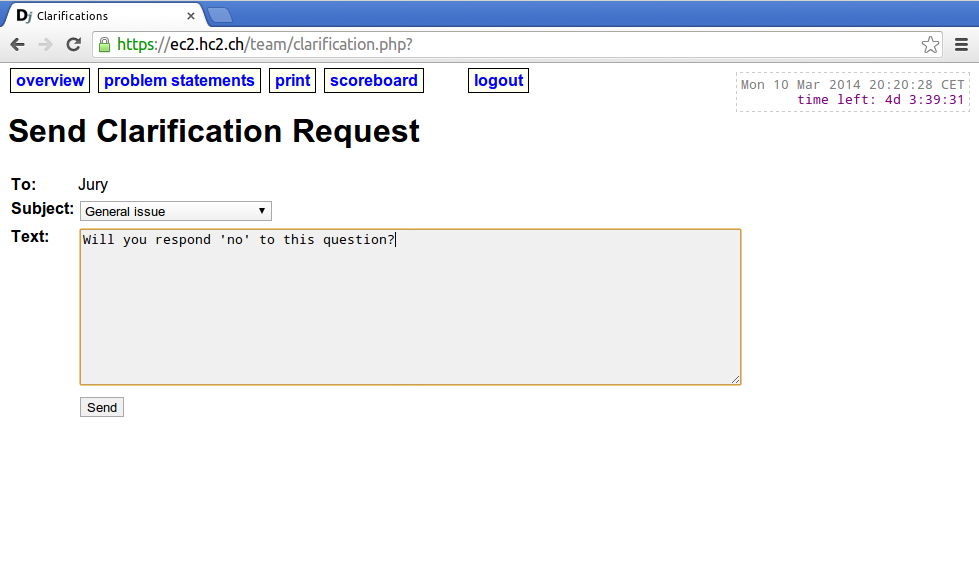 Dj Clarifications
https://ec2.hc2.ch/team/clarification.php?
overview problem statements print scoreboard logout
Mon 10 Mar 2014 20:20:28 CET
time left: 4d 3:39:31
Send Clarification Request
To: Jury
Subject: General issue
Text: Will you respond 'no' to this question?
Send